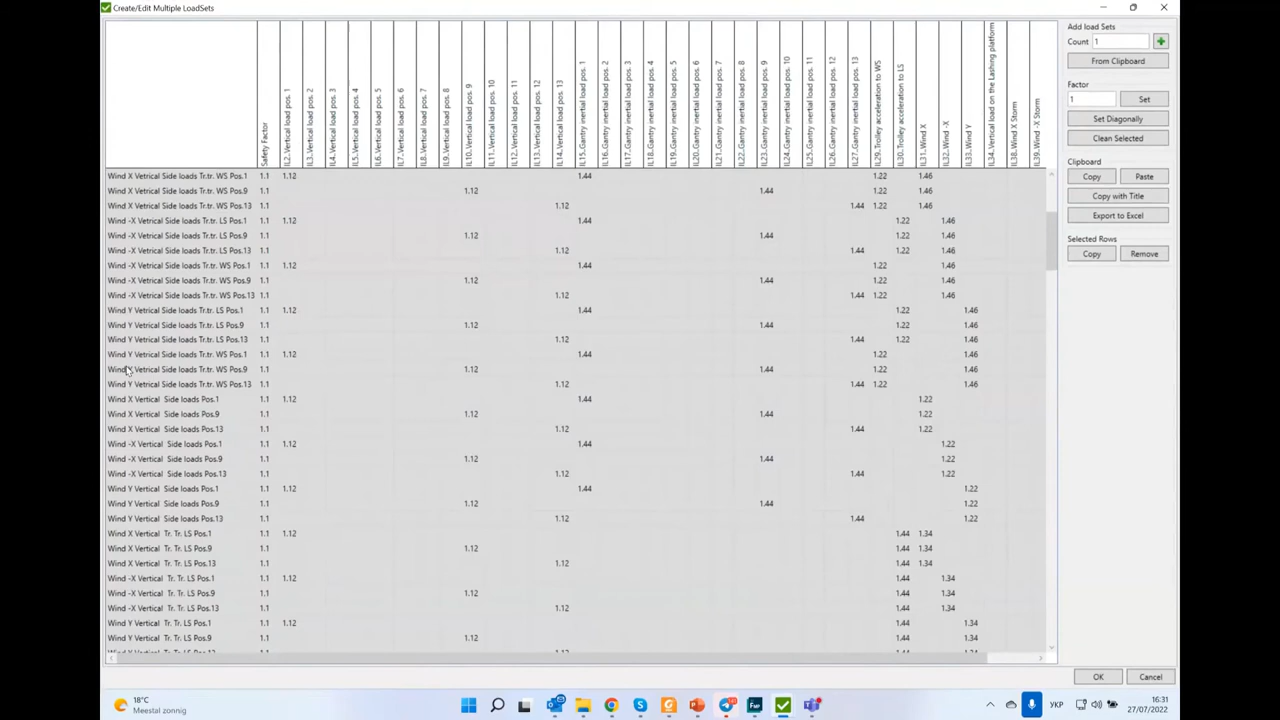 Create/Edit Multiple LoadSets
Safety Factor
IL2..Vertical load pos. 1
IL3..Vertical load pos. 2
IL4..Vertical load pos. 3
IL5..Vertical load pos. 4
IL6..Vertical load pos. 5
IL7..Vertical load pos. 6
IL8..Vertical load pos. 7
IL9..Vertical load pos. 8
IL10..Vertical load pos. 9
IL11..Vertical load pos. 10
IL12..Vertical load pos. 11
IL13..Vertical load pos. 12
IL14..Vertical load pos. 13
IL15..Gantry inertial load pos. 1
IL16..Gantry inertial load pos. 2
IL17..Gantry inertial load pos. 3
IL18..Gantry inertial load pos. 4
IL19..Gantry inertial load pos. 5
IL20..Gantry inertial load pos. 6
IL21..Gantry inertial load pos. 7
IL22..Gantry inertial load pos. 8
IL23..Gantry inertial load pos. 9
IL24..Gantry inertial load pos. 10
IL25..Gantry inertial load pos. 11
IL26..Gantry inertial load pos. 12
IL27..Gantry inertial load pos. 13
IL29..Trolley acceleration to WS
IL30..Trolley acceleration to LS
IL31..Wind X
IL32..Wind -X
IL33..Wind Y
IL34..Vertical load on the Lashing platform
IL38..Wind X Storm
IL39..Wind -X Storm
Wind X Vetrical Side loads Tr.tr. WS Pos.1 1.1 1.12 1.44 1.22 1.46
Wind X Vetrical Side loads Tr.tr. WS Pos.9 1.1 1.12 1.44 1.22 1.46
Wind X Vetrical Side loads Tr.tr. WS Pos.13 1.1 1.12 1.44 1.22 1.46
Wind -X Vetrical Side loads Tr.tr. LS Pos.1 1.1 1.12 1.44 1.22 1.46
Wind -X Vetrical Side loads Tr.tr. LS Pos.9 1.1 1.12 1.44 1.22 1.46
Wind -X Vetrical Side loads Tr.tr. LS Pos.13 1.1 1.12 1.44 1.22 1.46
Wind -X Vetrical Side loads Tr.tr. WS Pos.1 1.1 1.12 1.44 1.22 1.46
Wind -X Vetrical Side loads Tr.tr. WS Pos.9 1.1 1.12 1.44 1.22 1.46
Wind -X Vetrical Side loads Tr.tr. WS Pos.13 1.1 1.12 1.44 1.22 1.46
Wind Y Vetrical Side loads Tr.tr. LS Pos.1 1.1 1.12 1.44 1.22 1.46
Wind Y Vetrical Side loads Tr.tr. LS Pos.9 1.1 1.12 1.44 1.22 1.46
Wind Y Vetrical Side loads Tr.tr. LS Pos.13 1.1 1.12 1.44 1.22 1.46
Wind Y Vetrical Side loads Tr.tr. WS Pos.1 1.1 1.12 1.44 1.22 1.46
Wind Y Vetrical Side loads Tr.tr. WS Pos.9 1.1 1.12 1.44 1.22 1.46
Wind Y Vetrical Side loads Tr.tr. WS Pos.13 1.1 1.12 1.44 1.22 1.46
Wind X Vertical Side loads Pos.1 1.1 1.12 1.44 1.22
Wind X Vertical Side loads Pos.9 1.1 1.12 1.44 1.22
Wind X Vertical Side loads Pos.13 1.1 1.12 1.44 1.22
Wind -X Vertical Side loads Pos.1 1.1 1.12 1.44 1.22
Wind -X Vertical Side loads Pos.9 1.1 1.12 1.44 1.22
Wind -X Vertical Side loads Pos.13 1.1 1.12 1.44 1.22
Wind Y Vertical Side loads Pos.1 1.1 1.12 1.44 1.22
Wind Y Vertical Side loads Pos.9 1.1 1.12 1.44 1.22
Wind Y Vertical Side loads Pos.13 1.1 1.12 1.44 1.22
Wind X Vertical Tr. Tr. LS Pos.1 1.1 1.12 1.44 1.34
Wind X Vertical Tr. Tr. LS Pos.9 1.1 1.12 1.44 1.34
Wind X Vertical Tr. Tr. LS Pos.13 1.1 1.12 1.44 1.34
Wind -X Vertical Tr. Tr. LS Pos.1 1.1 1.12 1.44 1.34
Wind -X Vertical Tr. Tr. LS Pos.9 1.1 1.12 1.44 1.34
Wind -X Vertical Tr. Tr. LS Pos.13 1.1 1.12 1.44 1.34
Wind Y Vertical Tr. Tr. LS Pos.1 1.1 1.12 1.44 1.34
Wind Y Vertical Tr. Tr. LS Pos.9 1.1 1.12 1.44 1.34
Wind Y Vertical Tr. Tr. LS Pos.13 1.1 1.12 1.44 1.34
Add load Sets
Count 1
From Clipboard
Factor
1 Set
Set Diagonally
Clean Selected
Clipboard
Copy Paste
Copy with Title
Export to Excel
Selected Rows
Copy Remove
OK Cancel
18°C
Meestal zonnig
УКР
16:31
27/07/2022